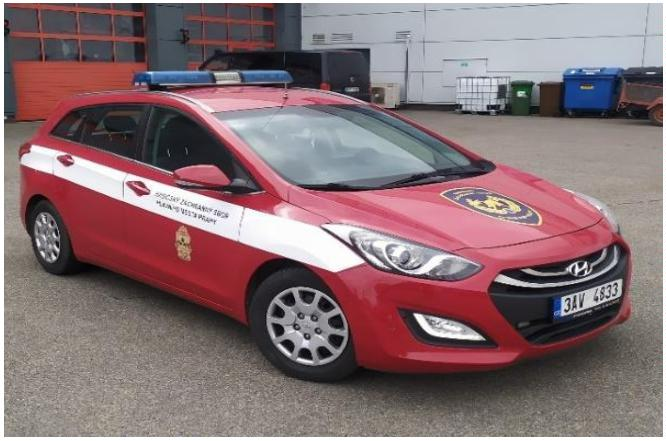 HASIČSKÝ ZÁCHRANNÝ SBOR
HLAVNÍHO MĚSTA PRAHY
3AV 4833